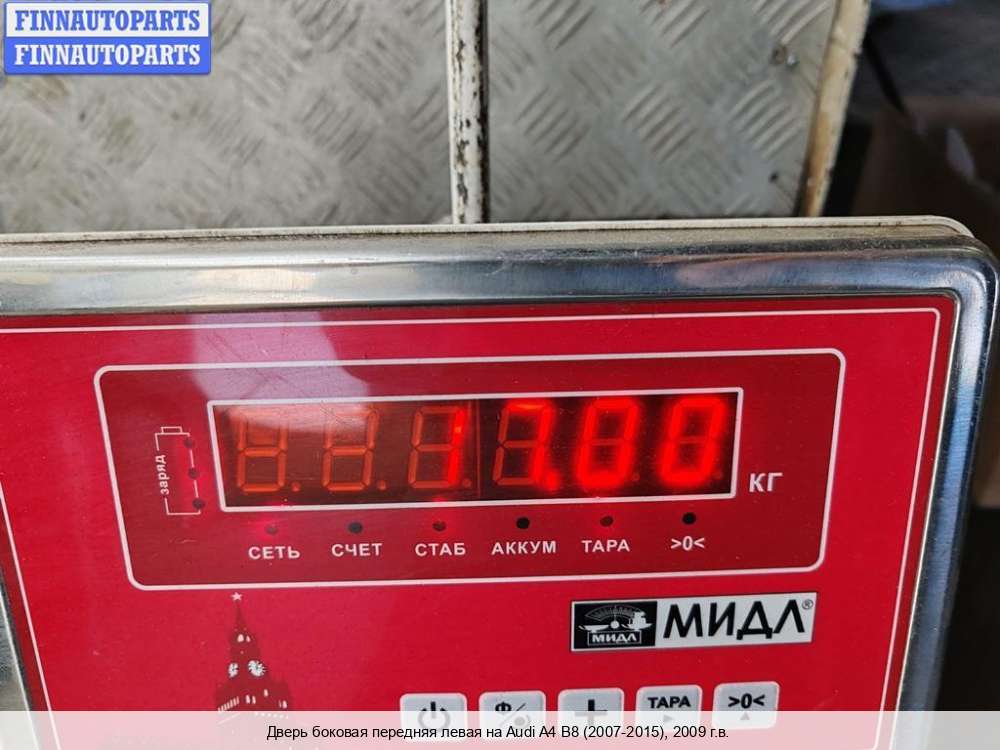 FINNAUTOPARTS
FINNAUTOPARTS
заряд
17.00 КГ
СЕТЬ СЧЕТ СТАБ АККУМ ТАРА >0<
МИДЛ МИДЛ®
Ф/ + ТАРА >0<
Дверь боковая передняя левая на Audi A4 B8 (2007-2015), 2009 г.в.